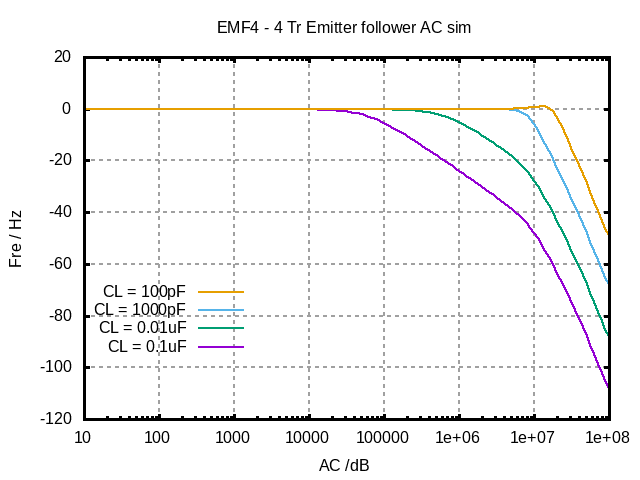 EMF4 - 4 Tr Emitter follower AC sim
20
0
-20
-40
-60
-80
-100
-120
Fre / Hz
CL = 100pF
CL = 1000pF
CL = 0.01uF
CL = 0.1uF
10 100 1000 10000 100000 1e+06 1e+07 1e+08
AC /dB